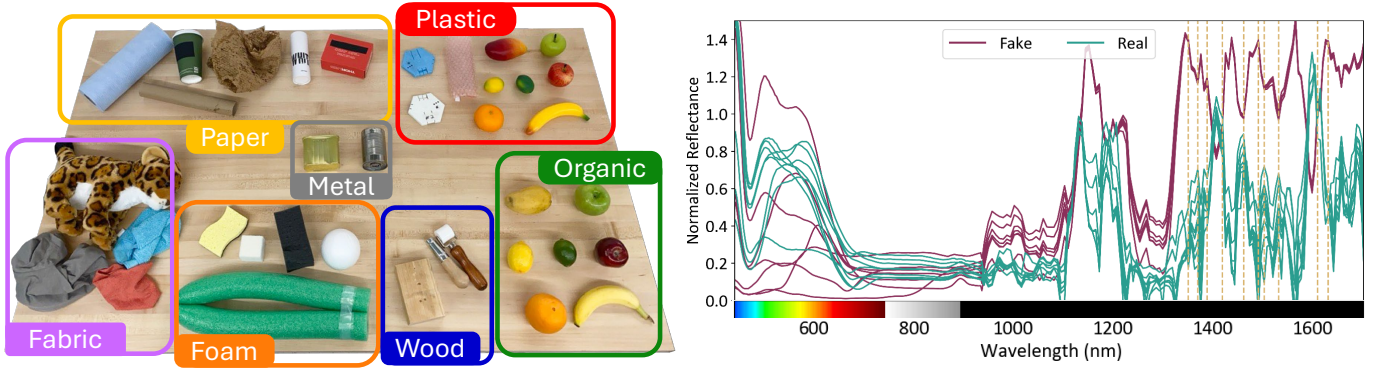 Paper
Plastic
Metal
Organic
Fabric
Foam
Wood
Normalized Reflectance
1.4
1.2
1.0
0.8
0.6
0.4
0.2
0.0
Fake
Real
600
800
1000
1200
1400
1600
Wavelength (nm)